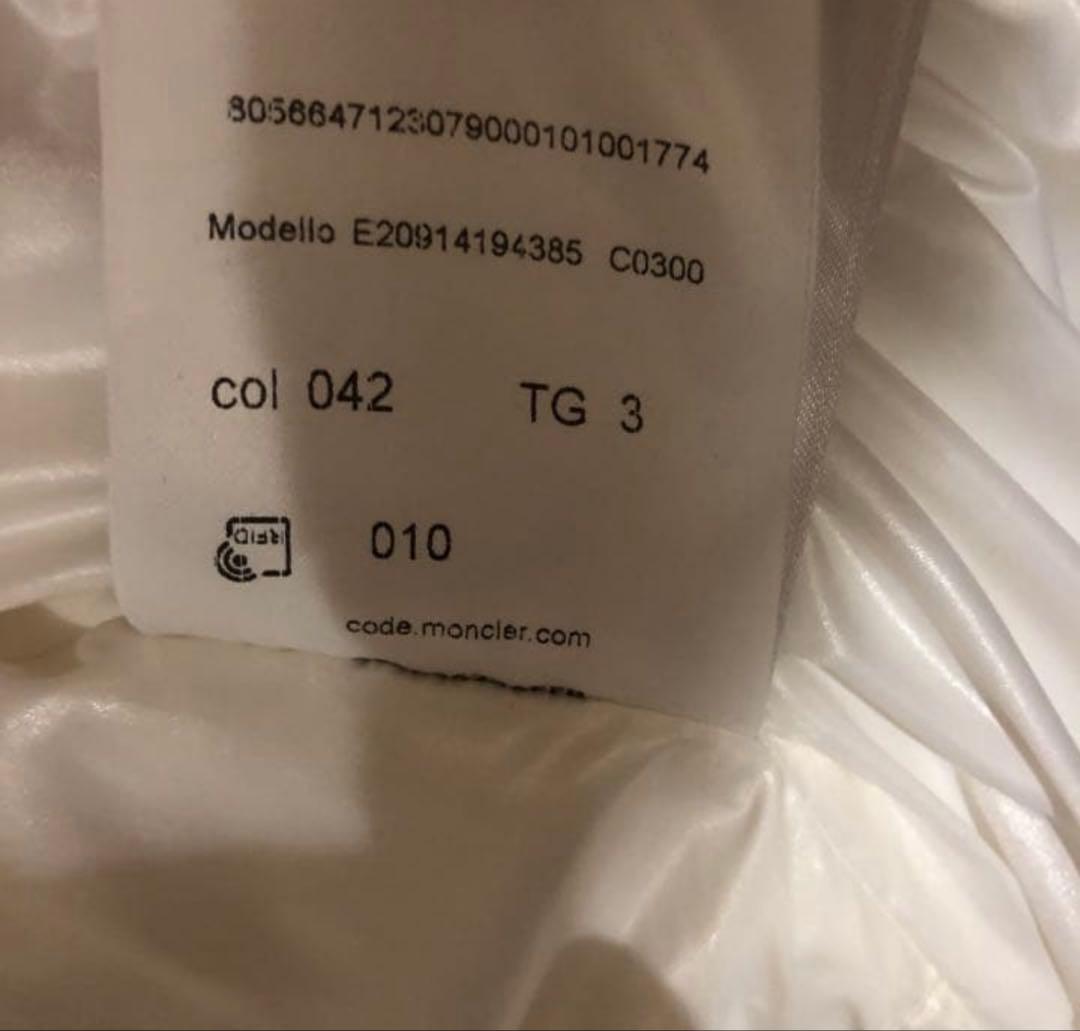 8056647123079000101001774
Modello E20914194385 C0300
col 042 TG 3
RFID 010
code.moncler.com